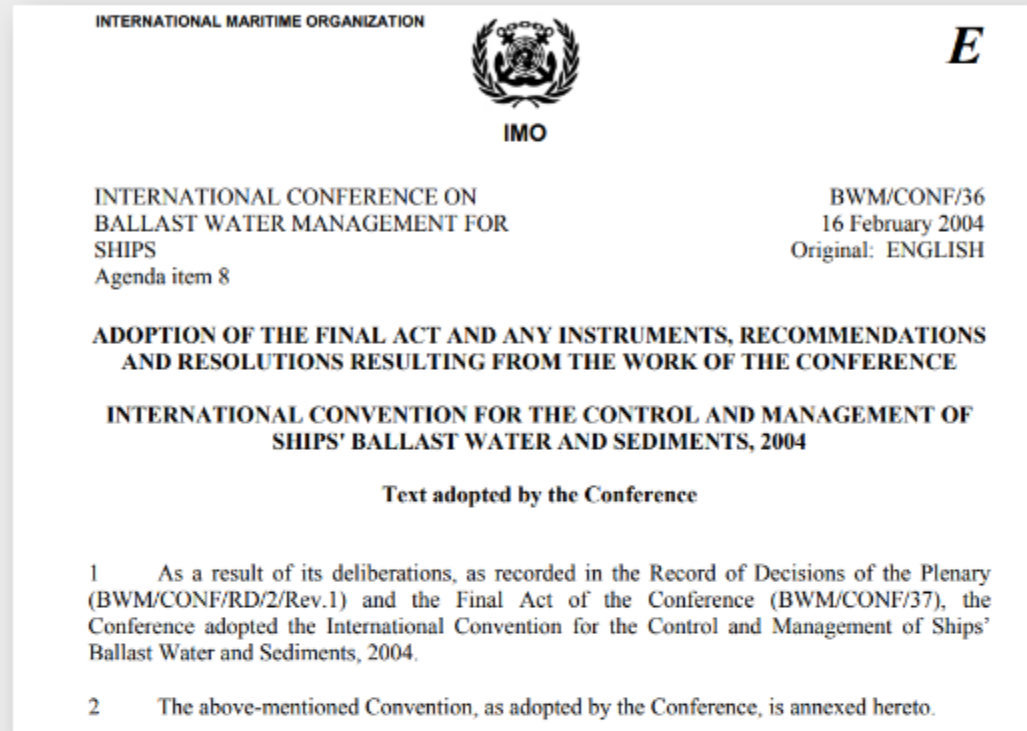 INTERNATIONAL MARITIME ORGANIZATION
E
IMO
INTERNATIONAL CONFERENCE ON
BALLAST WATER MANAGEMENT FOR
SHIPS
Agenda item 8
BWM/CONF/36
16 February 2004
Original: ENGLISH
ADOPTION OF THE FINAL ACT AND ANY INSTRUMENTS, RECOMMENDATIONS
AND RESOLUTIONS RESULTING FROM THE WORK OF THE CONFERENCE
INTERNATIONAL CONVENTION FOR THE CONTROL AND MANAGEMENT OF
SHIPS' BALLAST WATER AND SEDIMENTS, 2004
Text adopted by the Conference
1 As a result of its deliberations, as recorded in the Record of Decisions of the Plenary
(BWM/CONF/RD/2/Rev.1) and the Final Act of the Conference (BWM/CONF/37), the
Conference adopted the International Convention for the Control and Management of Ships’
Ballast Water and Sediments, 2004.
2 The above-mentioned Convention, as adopted by the Conference, is annexed hereto.